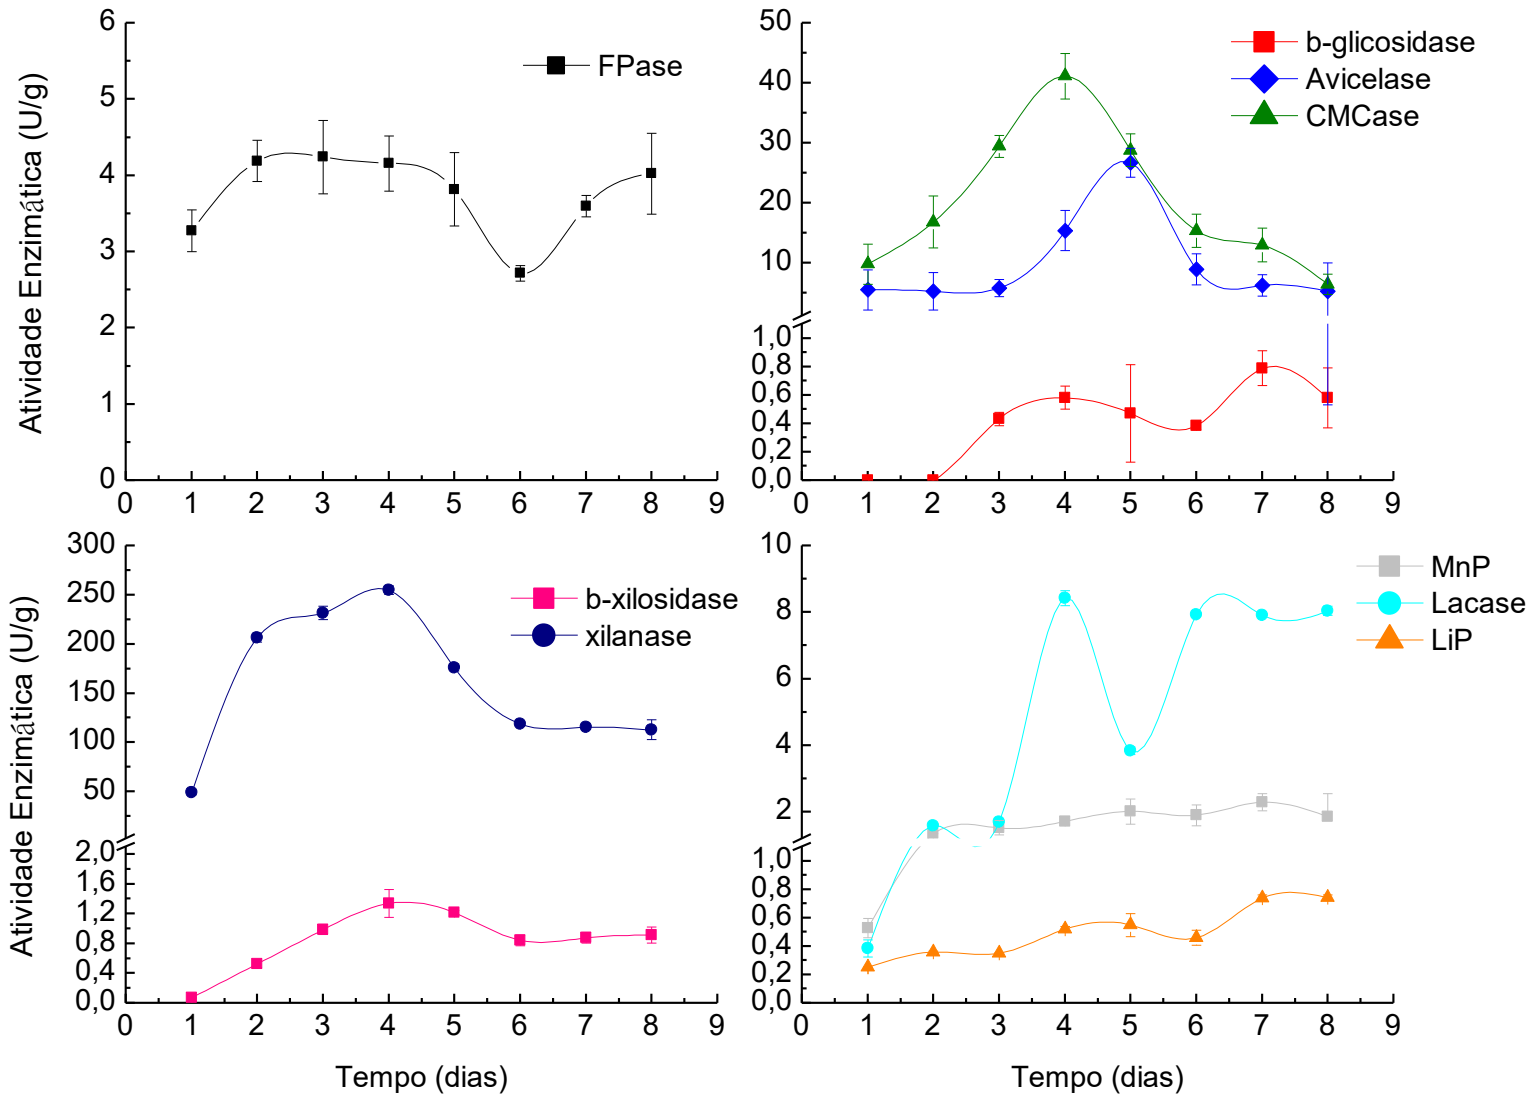 Atividade Enzimática (U/g)
6
5
4
3
2
1
0
0 1 2 3 4 5 6 7 8 9
FPase
50
40
30
20
10
1,0
0,8
0,6
0,4
0,2
0,0
0 1 2 3 4 5 6 7 8 9
b-glicosidase
Avicelase
CMCase
Atividade Enzimática (U/g)
300
250
200
150
100
50
2,0
1,6
1,2
0,8
0,4
0,0
0 1 2 3 4 5 6 7 8 9
b-xilosidase
xilanase
Tempo (dias)
10
8
6
4
2
1,0
0,8
0,6
0,4
0,2
0,0
0 1 2 3 4 5 6 7 8 9
MnP
Lacase
LiP
Tempo (dias)